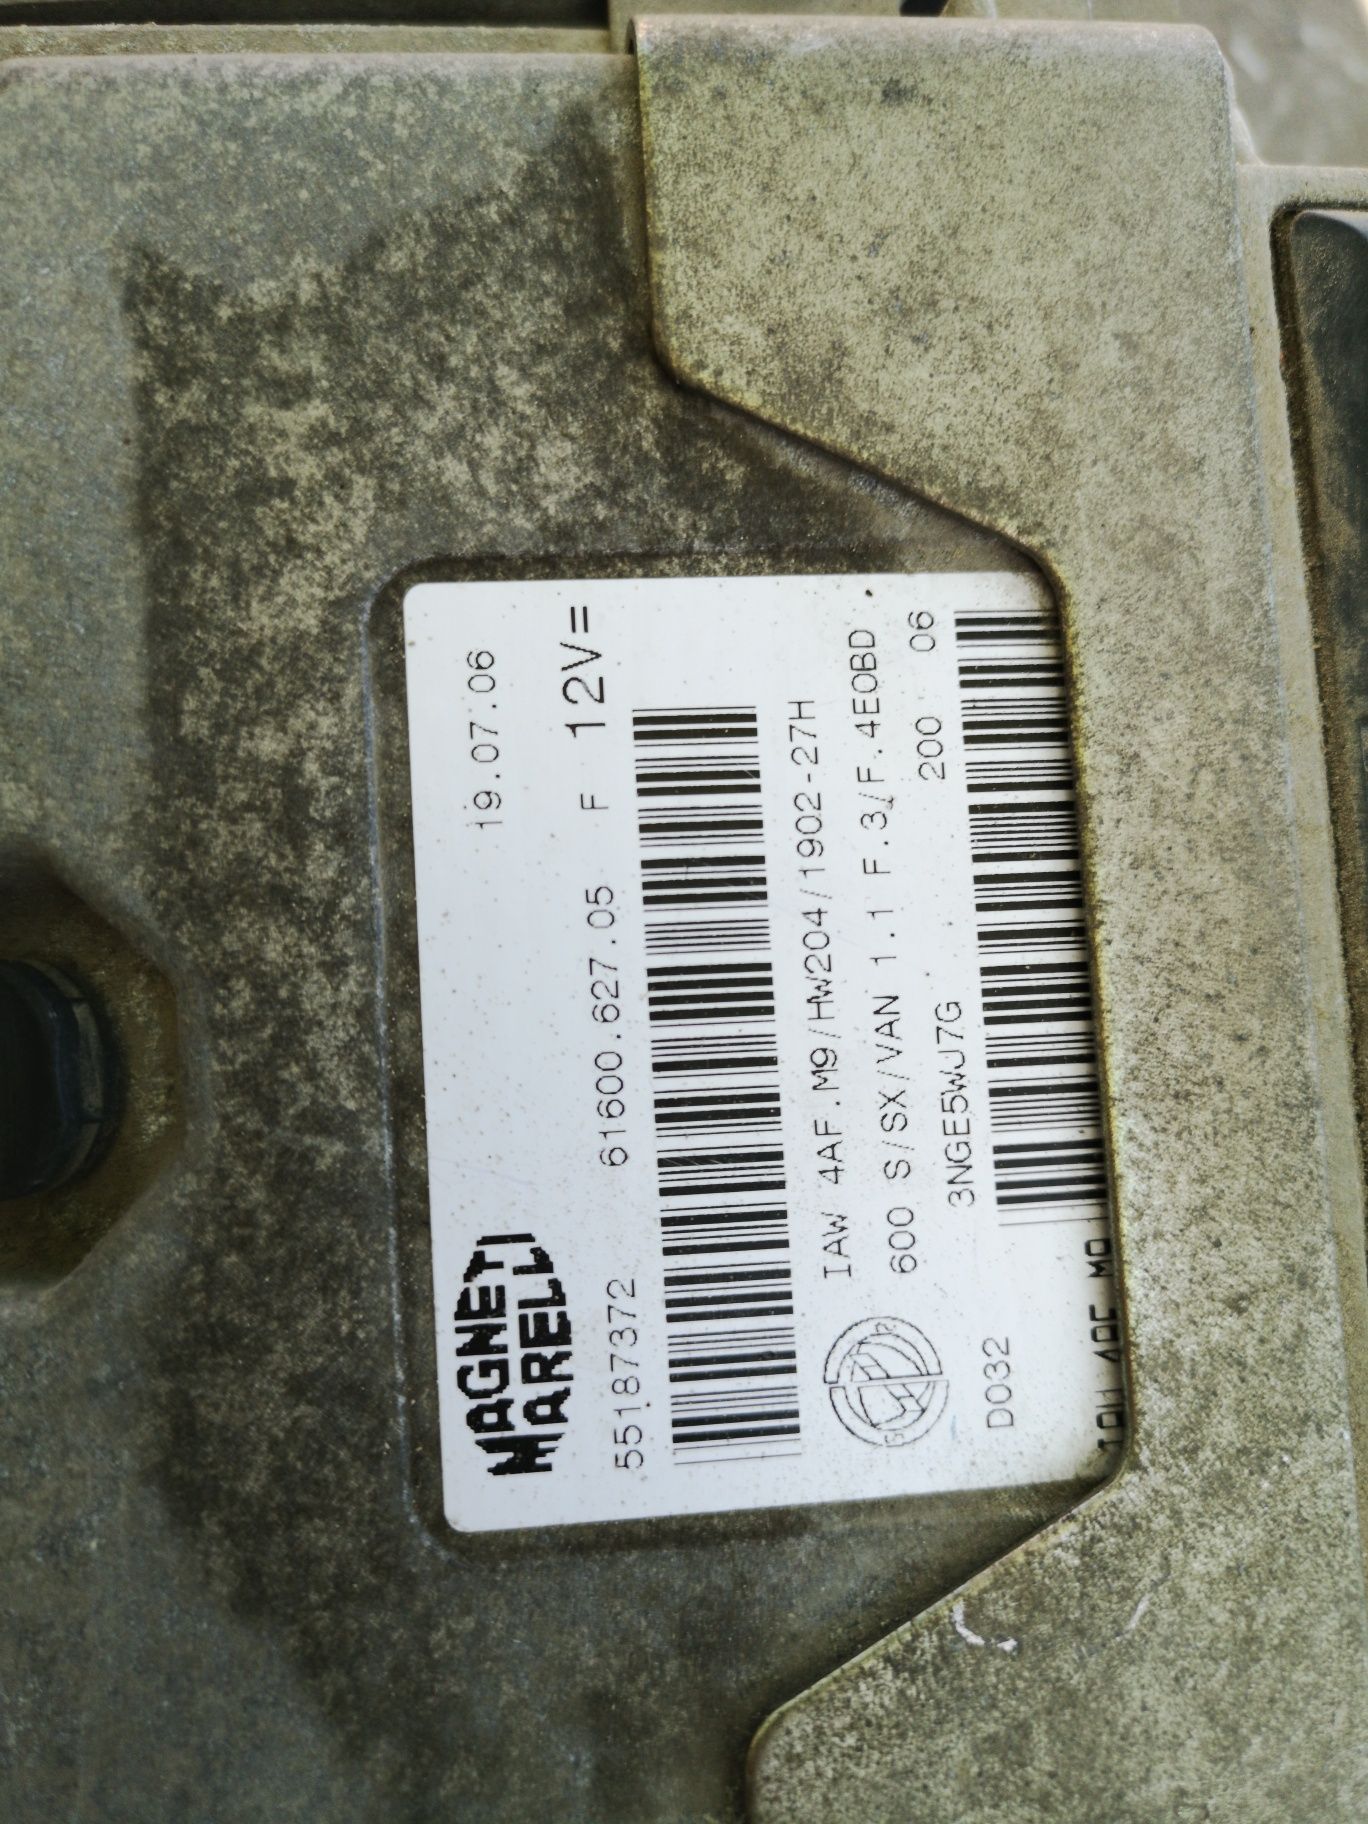 19.07.06
MAGNETI
MARELLI
55187372 61600.627.05 F 12V=
IAW 4AF.M9/HW204/1902-27H
600 S/SX/VAN 1.1 F.3/F.4EOBD
3NGE5WJ7G 200 06
D032